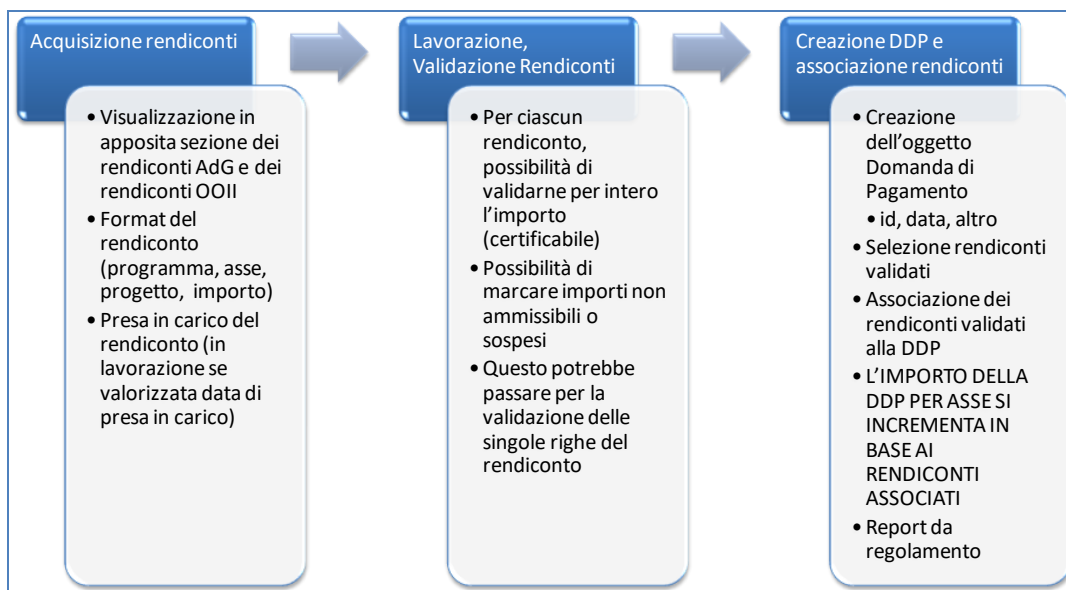 Acquisizione rendiconti
• Visualizzazione in
apposita sezione dei
rendiconti AdG e dei
rendiconti OOII
• Format del
rendiconto
(programma, asse,
progetto, importo)
• Presa in carico del
rendiconto (in
lavorazione se
valorizzata data di
presa in carico)
Lavorazione,
Validazione Rendiconti
• Per ciascun
rendiconto,
possibilità di
validarne per intero
l’importo
(certificabile)
• Possibilità di
marcare importi non
ammissibili o
sospesi
• Questo potrebbe
passare per la
validazione delle
singole righe del
rendiconto
Creazione DDP e
associazione rendiconti
• Creazione
dell’oggetto
Domanda di
Pagamento
• id, data, altro
• Selezione rendiconti
validati
• Associazione dei
rendiconti validati
alla DDP
• L’IMPORTO DELLA
DDP PER ASSE SI
INCREMENTA IN
BASE AI
RENDICONTI
ASSOCIATI
• Report da
regolamento